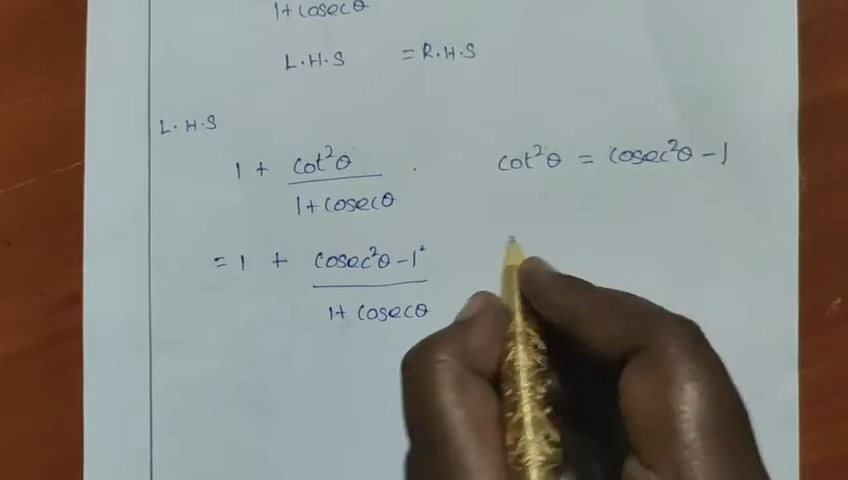 1+cosecθ
L.H.S = R.H.S
L.H.S
1 + cot²θ cot²θ = cosec²θ - 1
1+cosecθ
= 1 + cosec²θ - 1²
1+ cosecθ